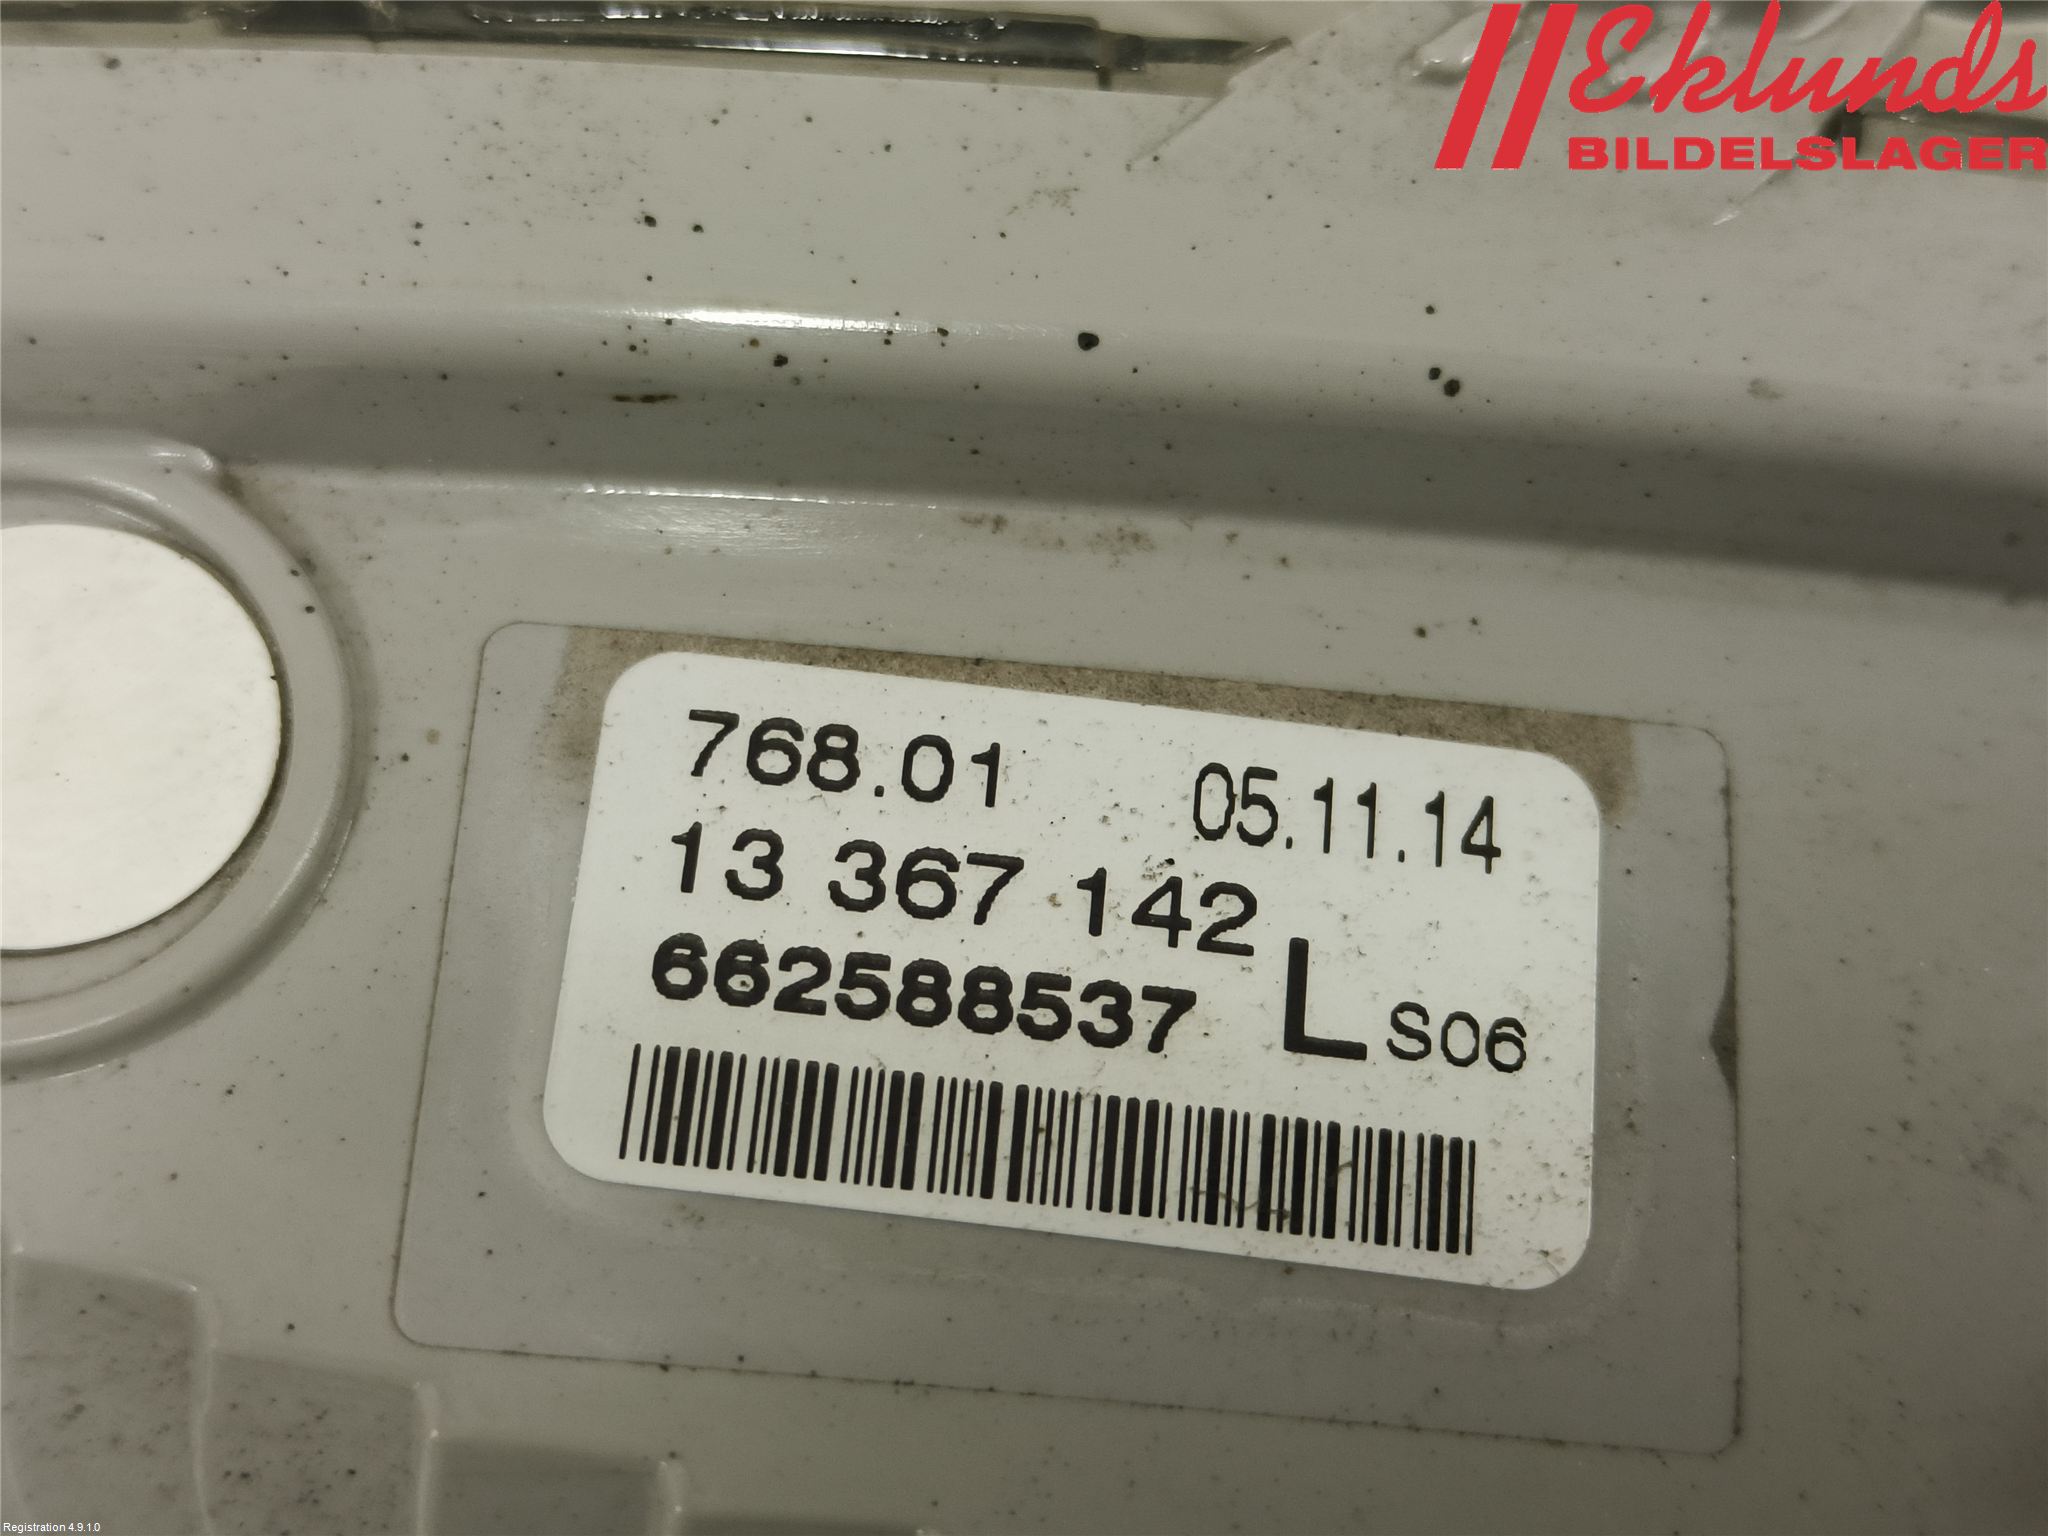 Eklunds
BILDELSLAGER
768.01 05.11.14
13 367 142
662588537 L S06
Registration 4.9.1.0